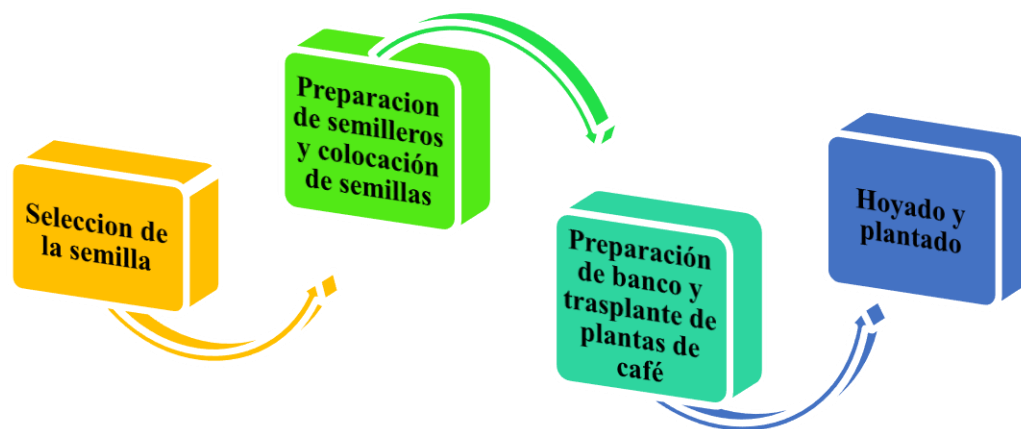 Seleccion de
la semilla
Preparacion
de semilleros
y colocación
de semillas
Preparación
de banco y
trasplante de
plantas de
café
Hoyado y
plantado